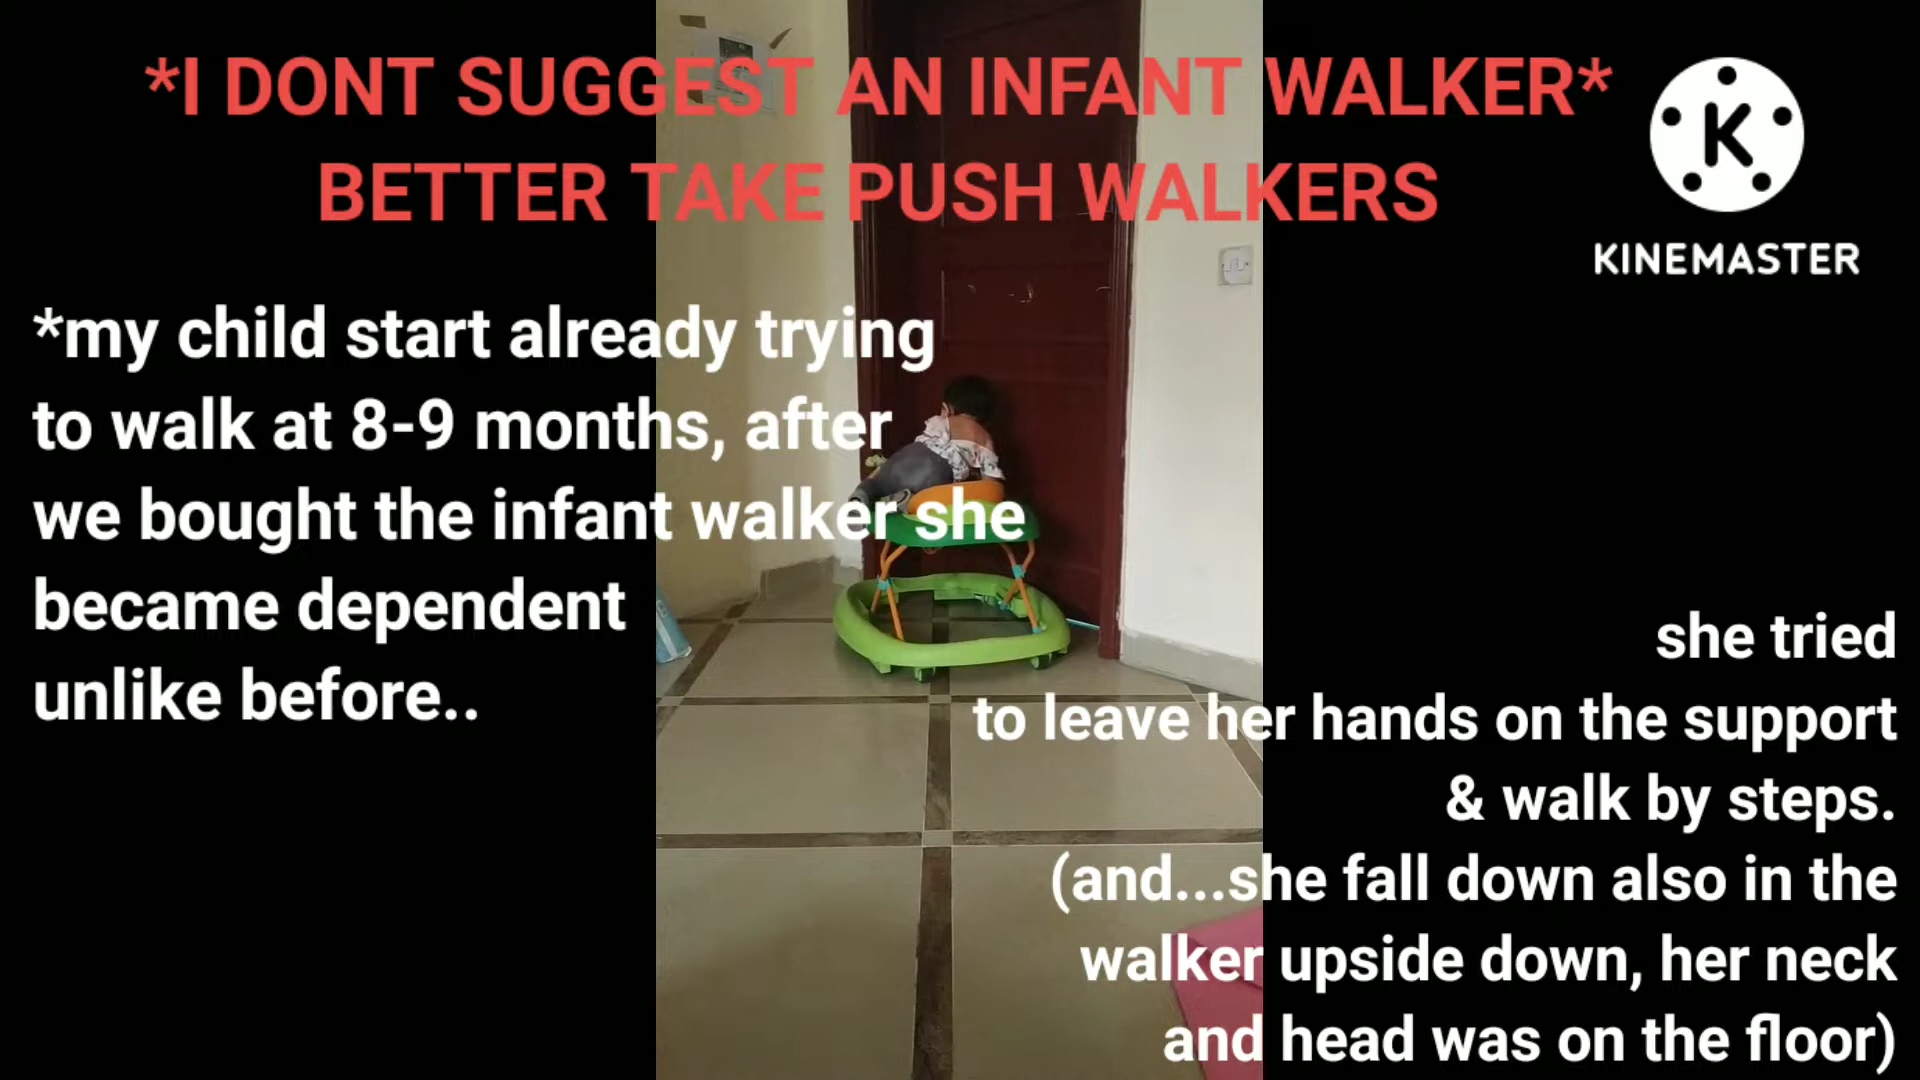 *I DONT SUGGEST AN INFANT WALKER*
BETTER TAKE PUSH WALKERS
K
KINEMASTER
*my child start already trying
to walk at 8-9 months, after
we bought the infant walker she
became dependent
unlike before..
she tried
to leave her hands on the support
& walk by steps.
(and...she fall down also in the
walker upside down, her neck
and head was on the floor)